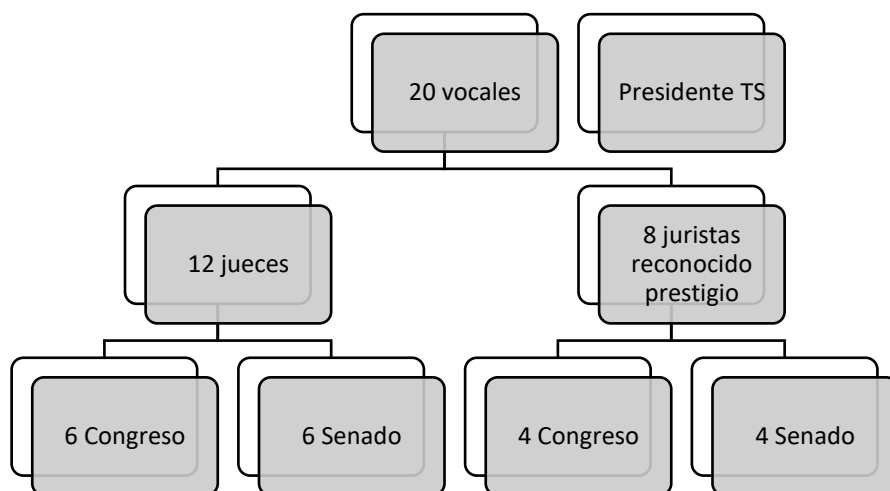 20 vocales
Presidente TS
12 jueces
8 juristas
reconocido
prestigio
6 Congreso
6 Senado
4 Congreso
4 Senado